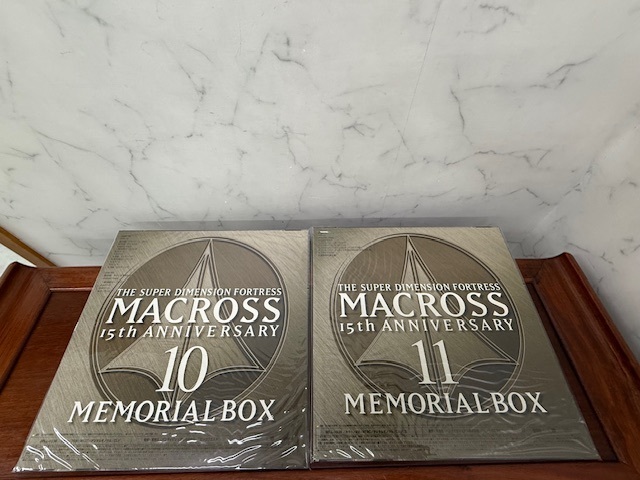 THE SUPER DIMENSION FORTRESS
MACROSS
15th ANNIVERSARY
10
MEMORIAL BOX
THE SUPER DIMENSION FORTRESS
MACROSS
15th ANNIVERSARY
11
MEMORIAL BOX